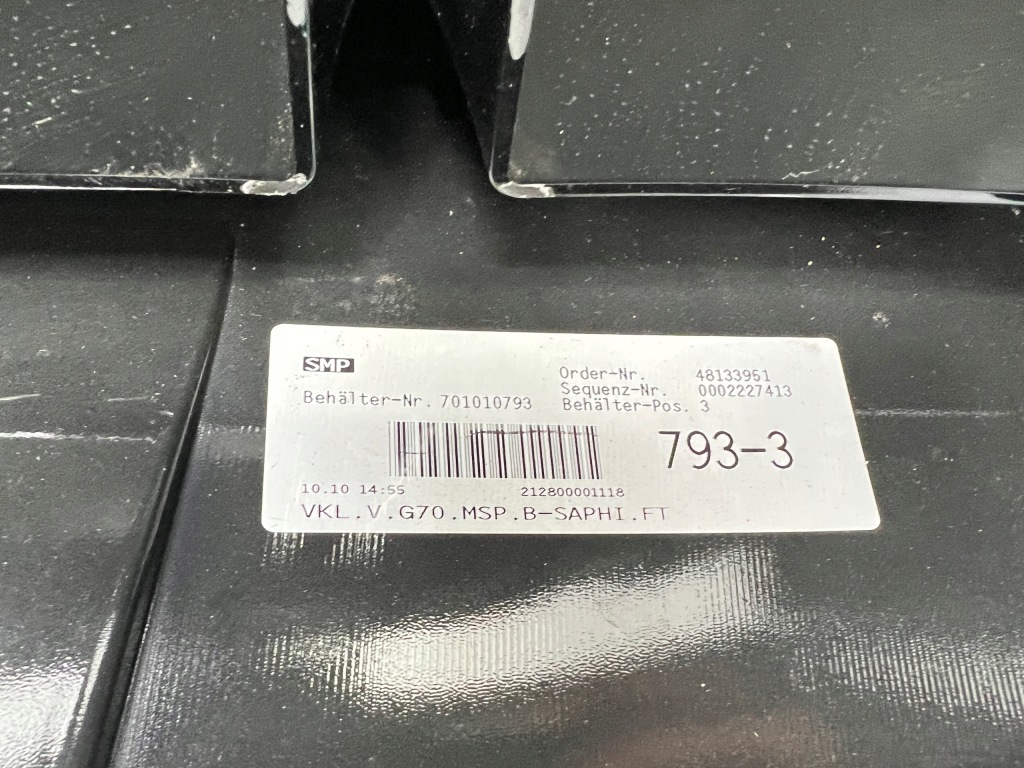 SMP
Order-Nr. 48133951
Sequenz-Nr. 0002227413
Behälter-Nr. 701010793 Behälter-Pos. 3
793-3
10.10 14:55 212800001118
VKL.V.G70.MSP.B-SAPHI.FT